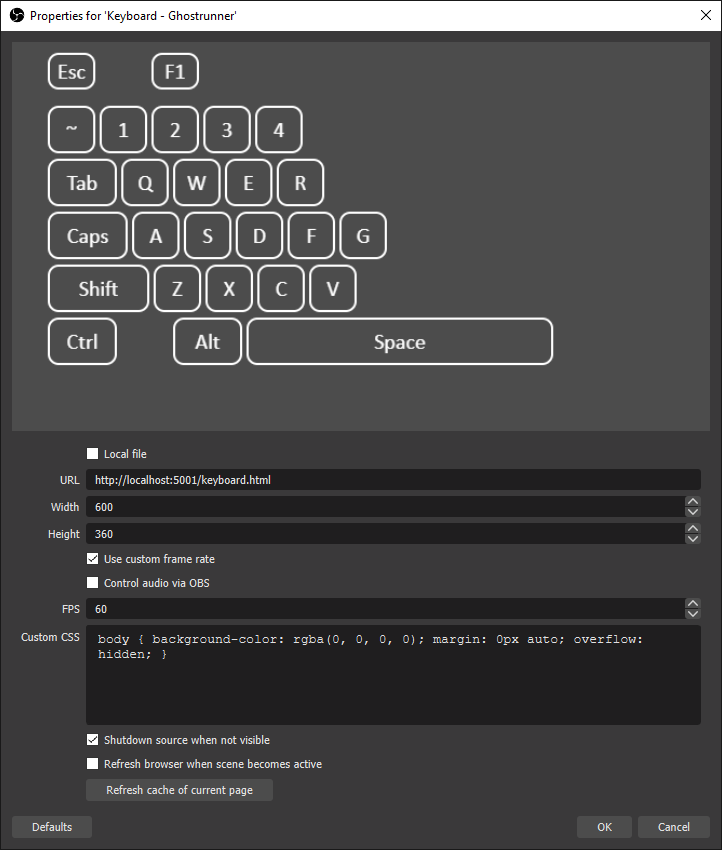 Properties for 'Keyboard - Ghostrunner'
Esc F1
~ 1 2 3 4
Tab Q W E R
Caps A S D F G
Shift Z X C V
Ctrl Alt Space
Local file
URL http://localhost:5001/keyboard.html
Width 600
Height 360
Use custom frame rate
Control audio via OBS
FPS 60
Custom CSS body { background-color: rgba(0, 0, 0, 0); margin: 0px auto; overflow:
hidden; }
Shutdown source when not visible
Refresh browser when scene becomes active
Refresh cache of current page
Defaults OK Cancel